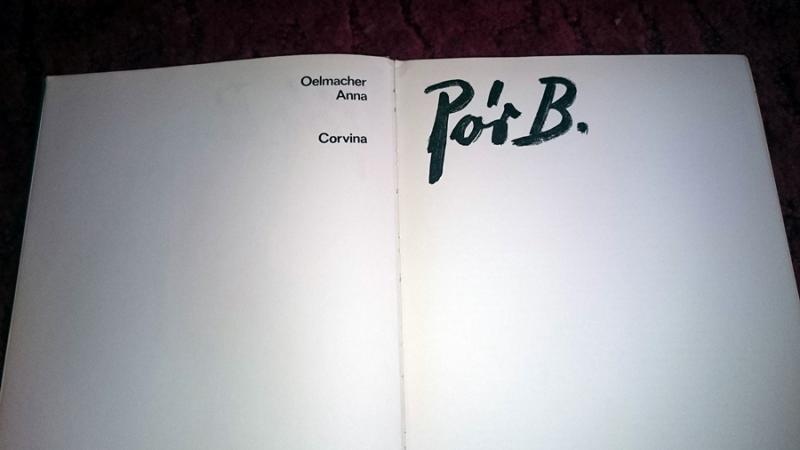 Oelmacher
Anna
Corvina
Pór B.